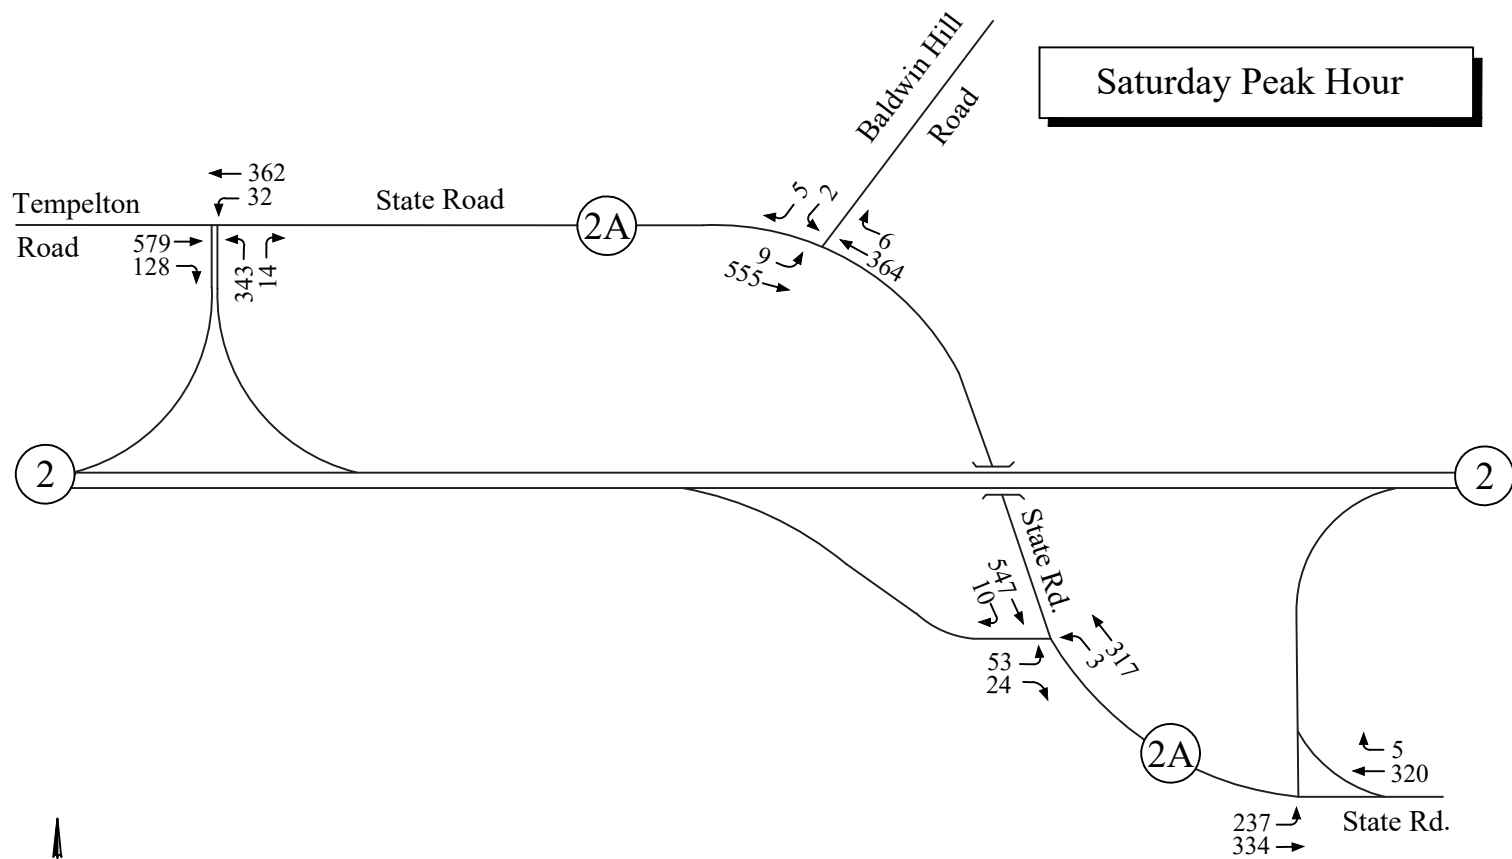 Saturday Peak Hour
Baldwin Hill
Road
362
32
Tempelton
Road
State Road
2A
579
128
343
14
5
2
9
555
6
364
2
2
State Rd.
547
10
53
24
3
317
2A
5
320
237
334
State Rd.